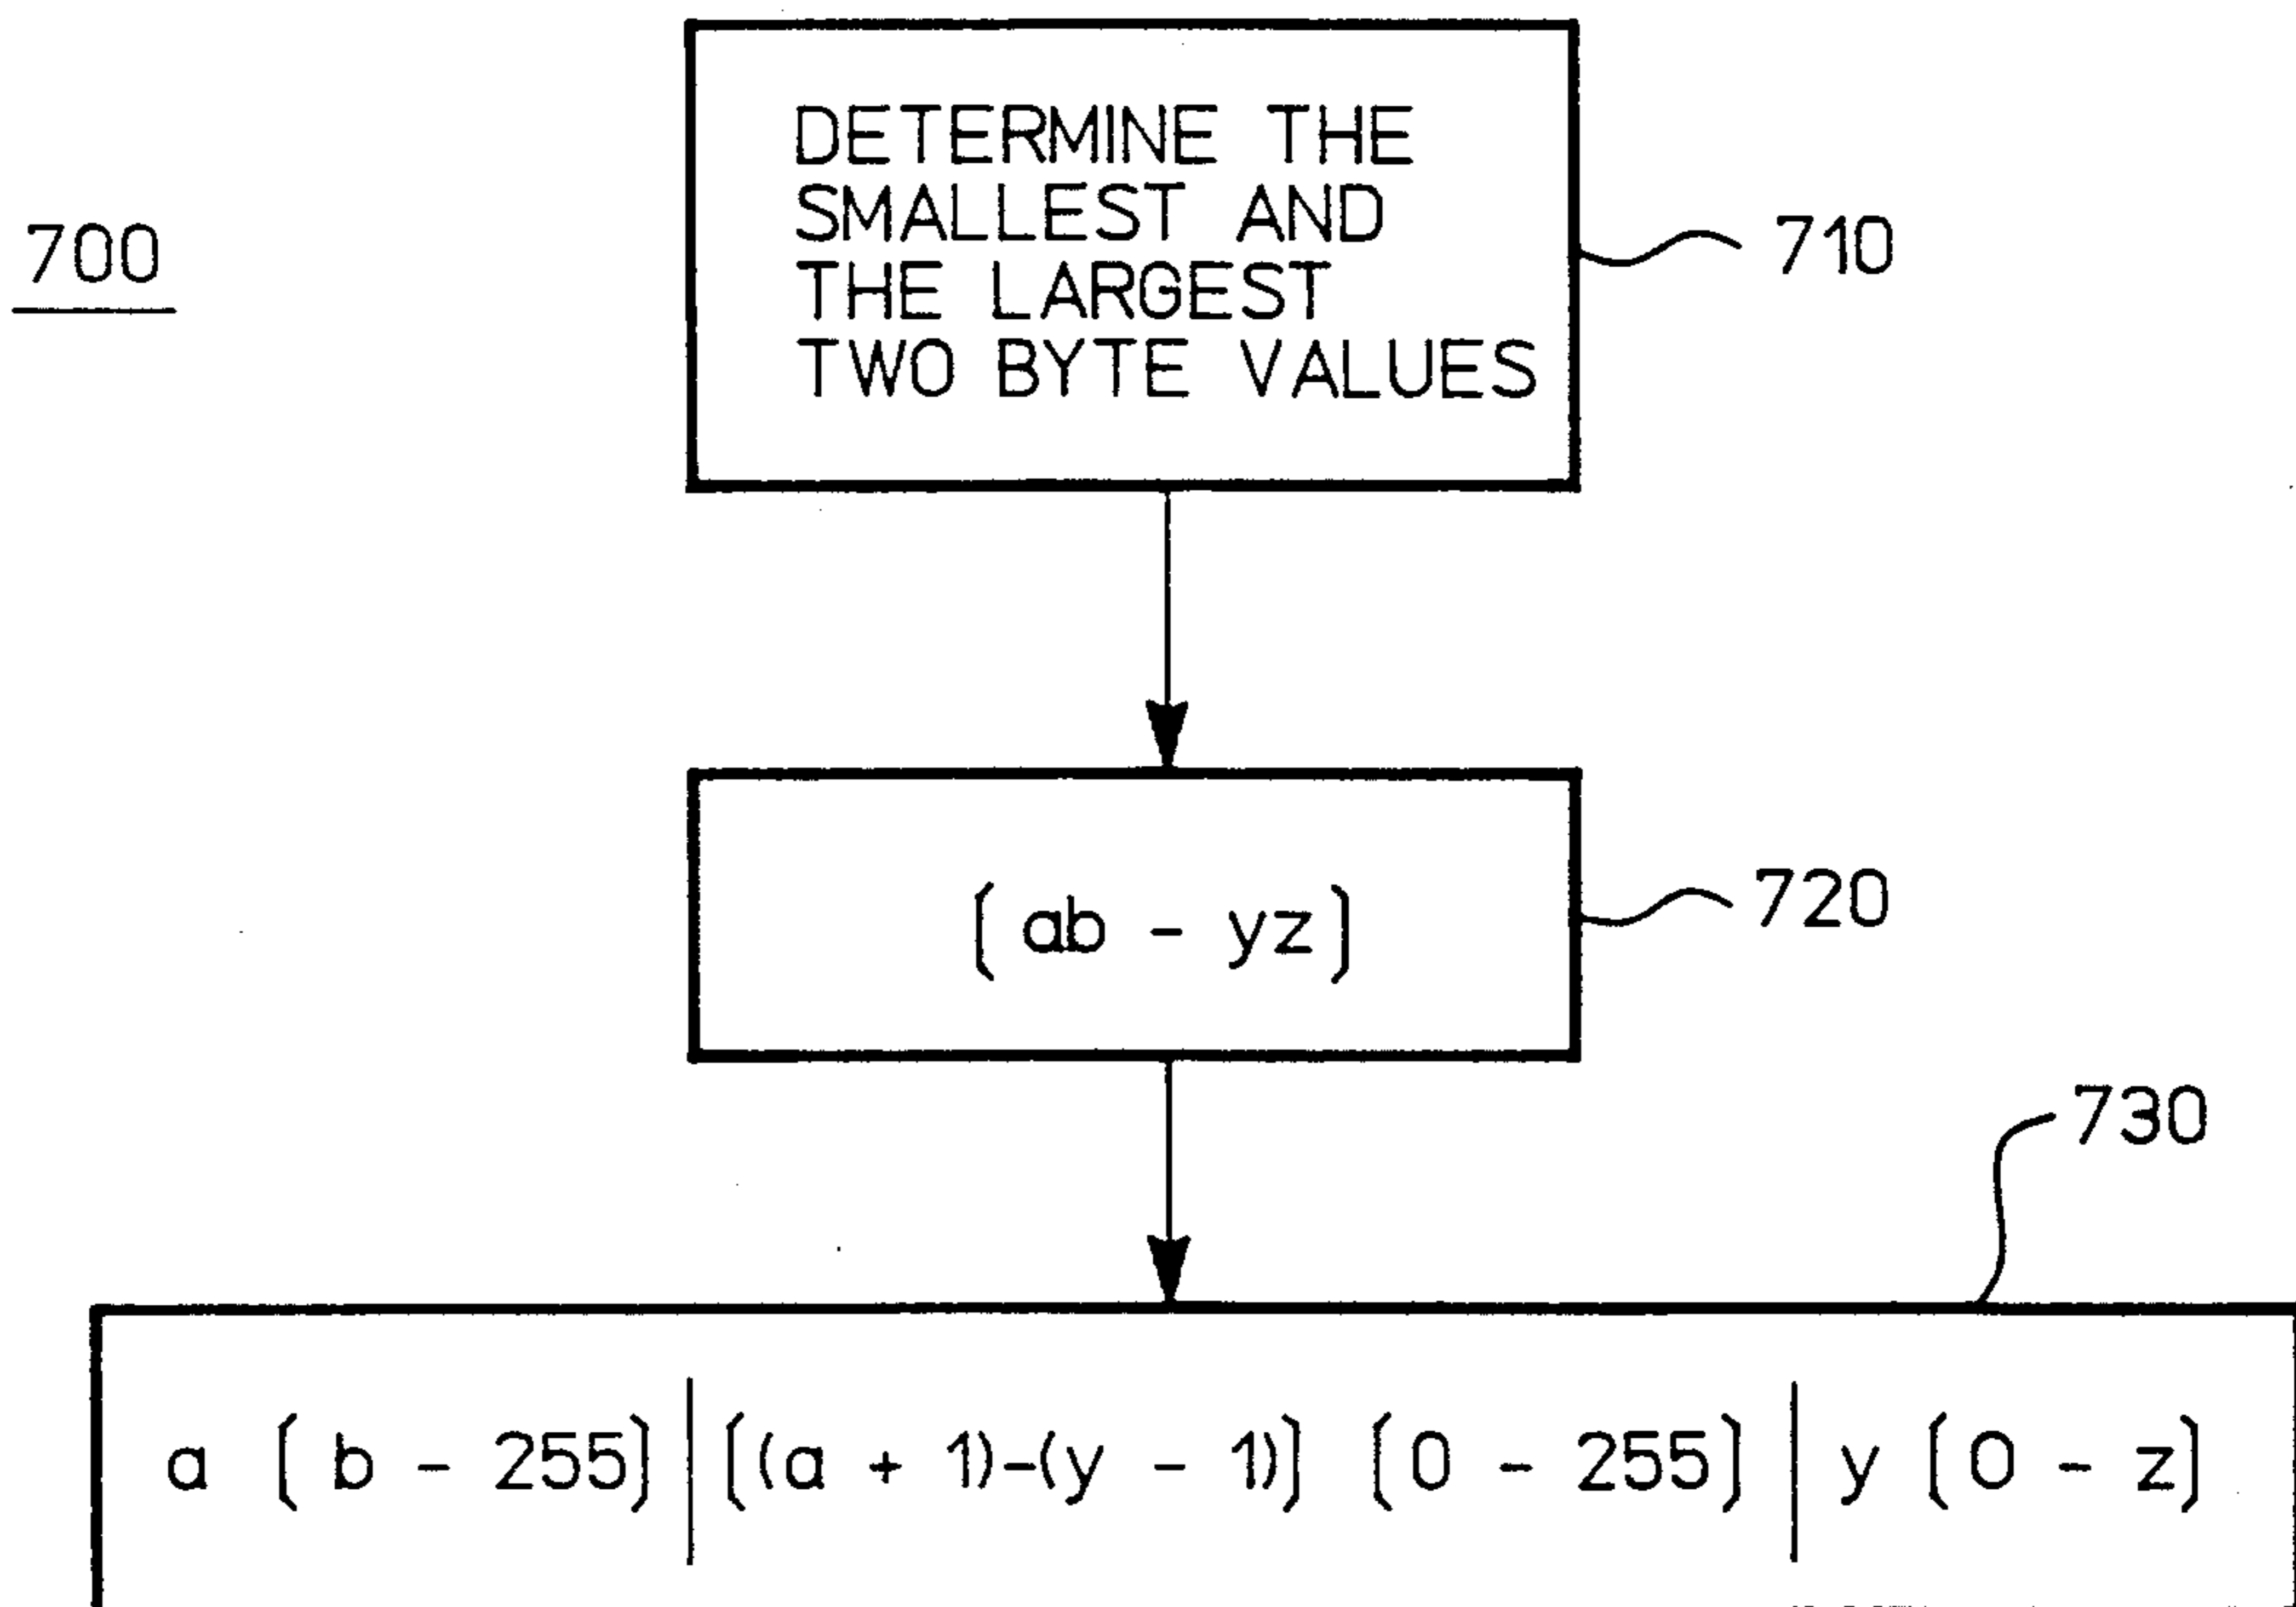 700
DETERMINE THE
SMALLEST AND
THE LARGEST
TWO BYTE VALUES
710
[ab - yz]
720
730
a [b - 255] | [(a + 1)-(y - 1)] [0 - 255] | y [0 - z]